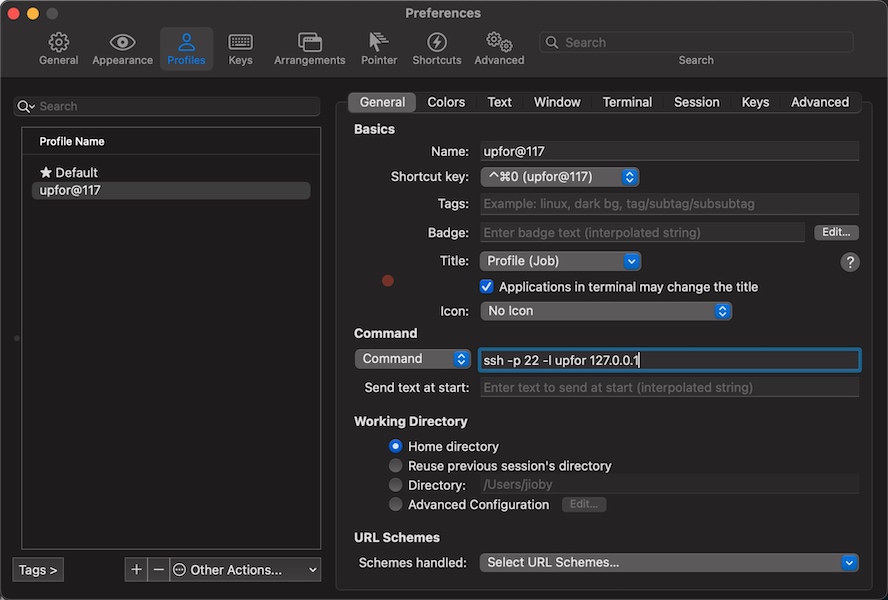 Preferences
General Appearance Profiles Keys Arrangements Pointer Shortcuts Advanced Search
Search
Search
Profile Name
★ Default
upfor@117
Tags >
+ − Other Actions...
General Colors Text Window Terminal Session Keys Advanced
Basics
Name: upfor@117
Shortcut key: ^⌘0 (upfor@117)
Tags: Example: linux, dark bg, tag/subtag/subsubtag
Badge: Enter badge text (interpolated string) Edit...
Title: Profile (Job) ?
Applications in terminal may change the title
Icon: No Icon
Command
Command ssh -p 22 -l upfor 127.0.0.1
Send text at start: Enter text to send at start (interpolated string)
Working Directory
Home directory
Reuse previous session's directory
Directory: /Users/jioby
Advanced Configuration Edit...
URL Schemes
Schemes handled: Select URL Schemes...